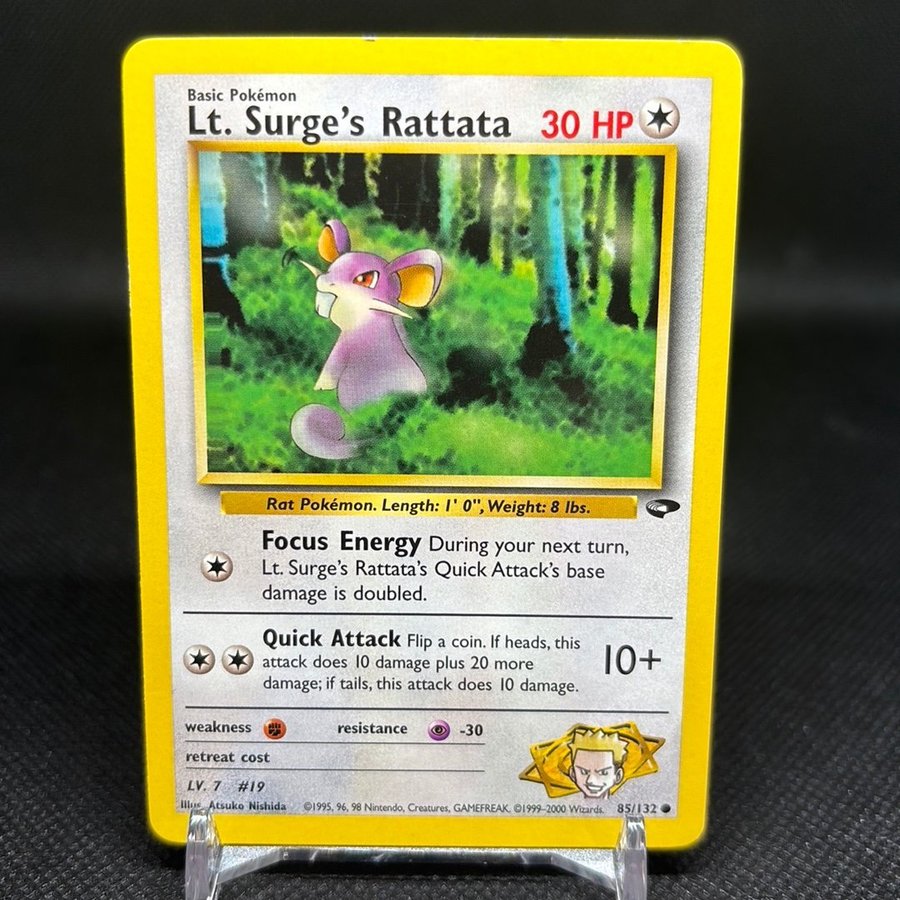 Basic Pokémon
Lt. Surge's Rattata 30 HP
Rat Pokémon. Length: 1' 0", Weight: 8 lbs.
Focus Energy During your next turn,
Lt. Surge's Rattata's Quick Attack's base
damage is doubled.
Quick Attack Flip a coin. If heads, this
attack does 10 damage plus 20 more
damage; if tails, this attack does 10 damage.
10+
weakness resistance -30
retreat cost
LV. 7 #19
Illus. Atsuko Nishida ©1995, 96, 98 Nintendo, Creatures, GAMEFREAK. ©1999-2000 Wizards. 85/132